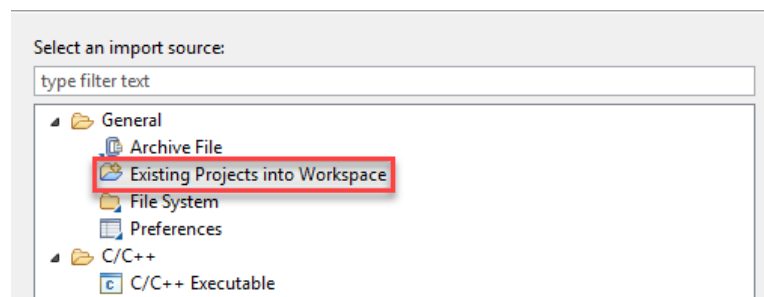 Select an import source:
type filter text
General
Archive File
Existing Projects into Workspace
File System
Preferences
C/C++
C/C++ Executable